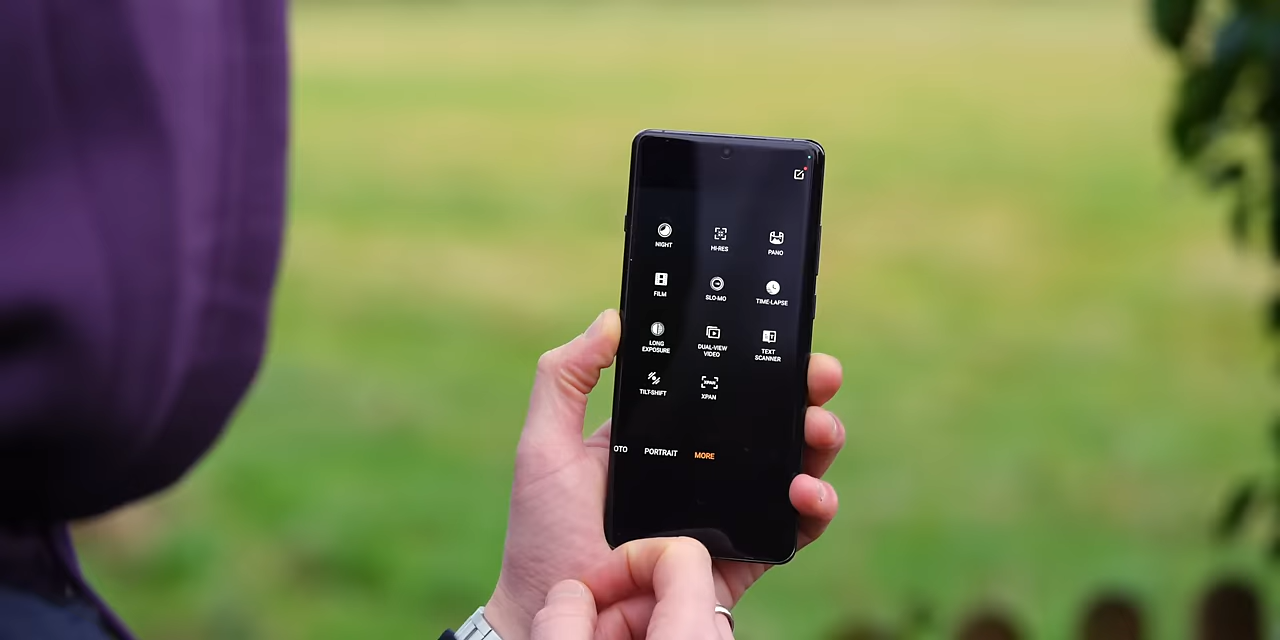 NIGHT
HI-RES
PANO
FILM
SLO-MO
TIME-LAPSE
LONG
EXPOSURE
DUAL-VIEW
VIDEO
TEXT
SCANNER
TILT-SHIFT
XPAN
XPAN
OTO PORTRAIT MORE